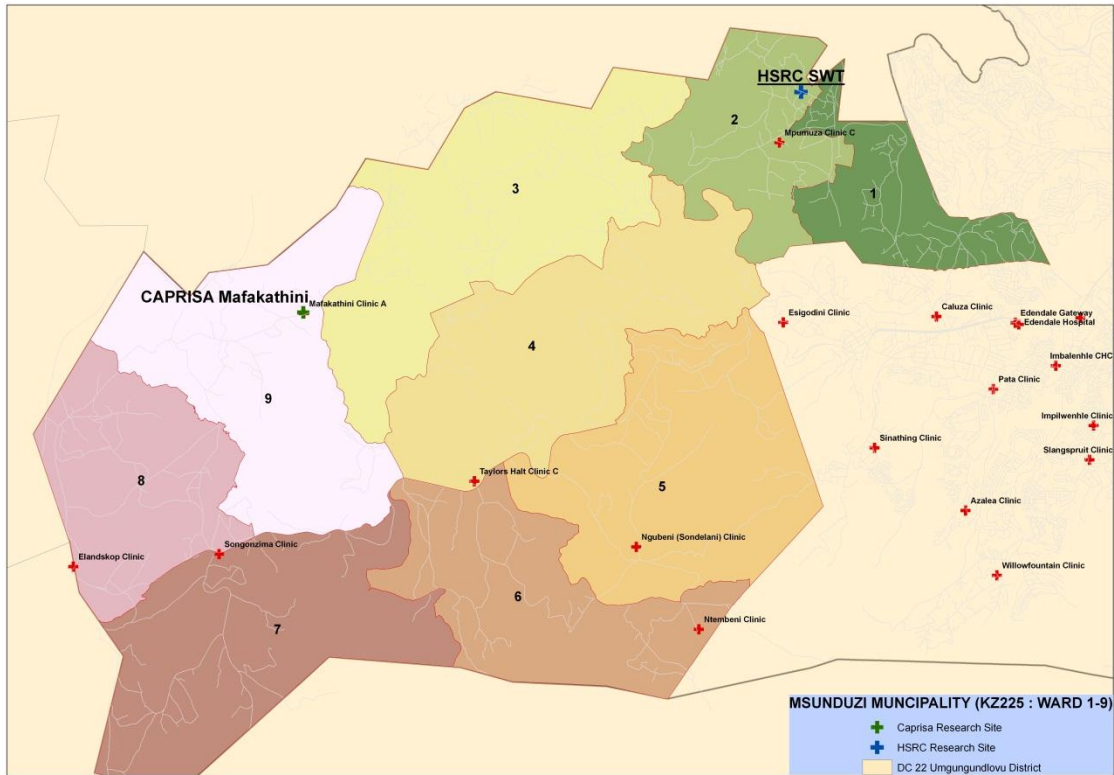 HSRC SWT
2
Mpumuza Clinic C
3
1
CAPRISA Mafakathini
Mafakathini Clinic A
Esigodini Clinic
Caluza Clinic
Edendale Gateway
Edendale Hospital
4
Imbalenhle CHC
Pata Clinic
9
Impilwenhle Clinic
Sinathing Clinic
Slangspruit Clinic
8
Taylors Halt Clinic C
5
Azalea Clinic
Songonzima Clinic
Ngubeni (Sondelani) Clinic
Elandskop Clinic
Willowfountain Clinic
6
7
Ntembeni Clinic
MSUNDUZI MUNCIPALITY (KZ225 : WARD 1-9)
Caprisa Research Site
HSRC Research Site
DC 22 Umgungundlovu District